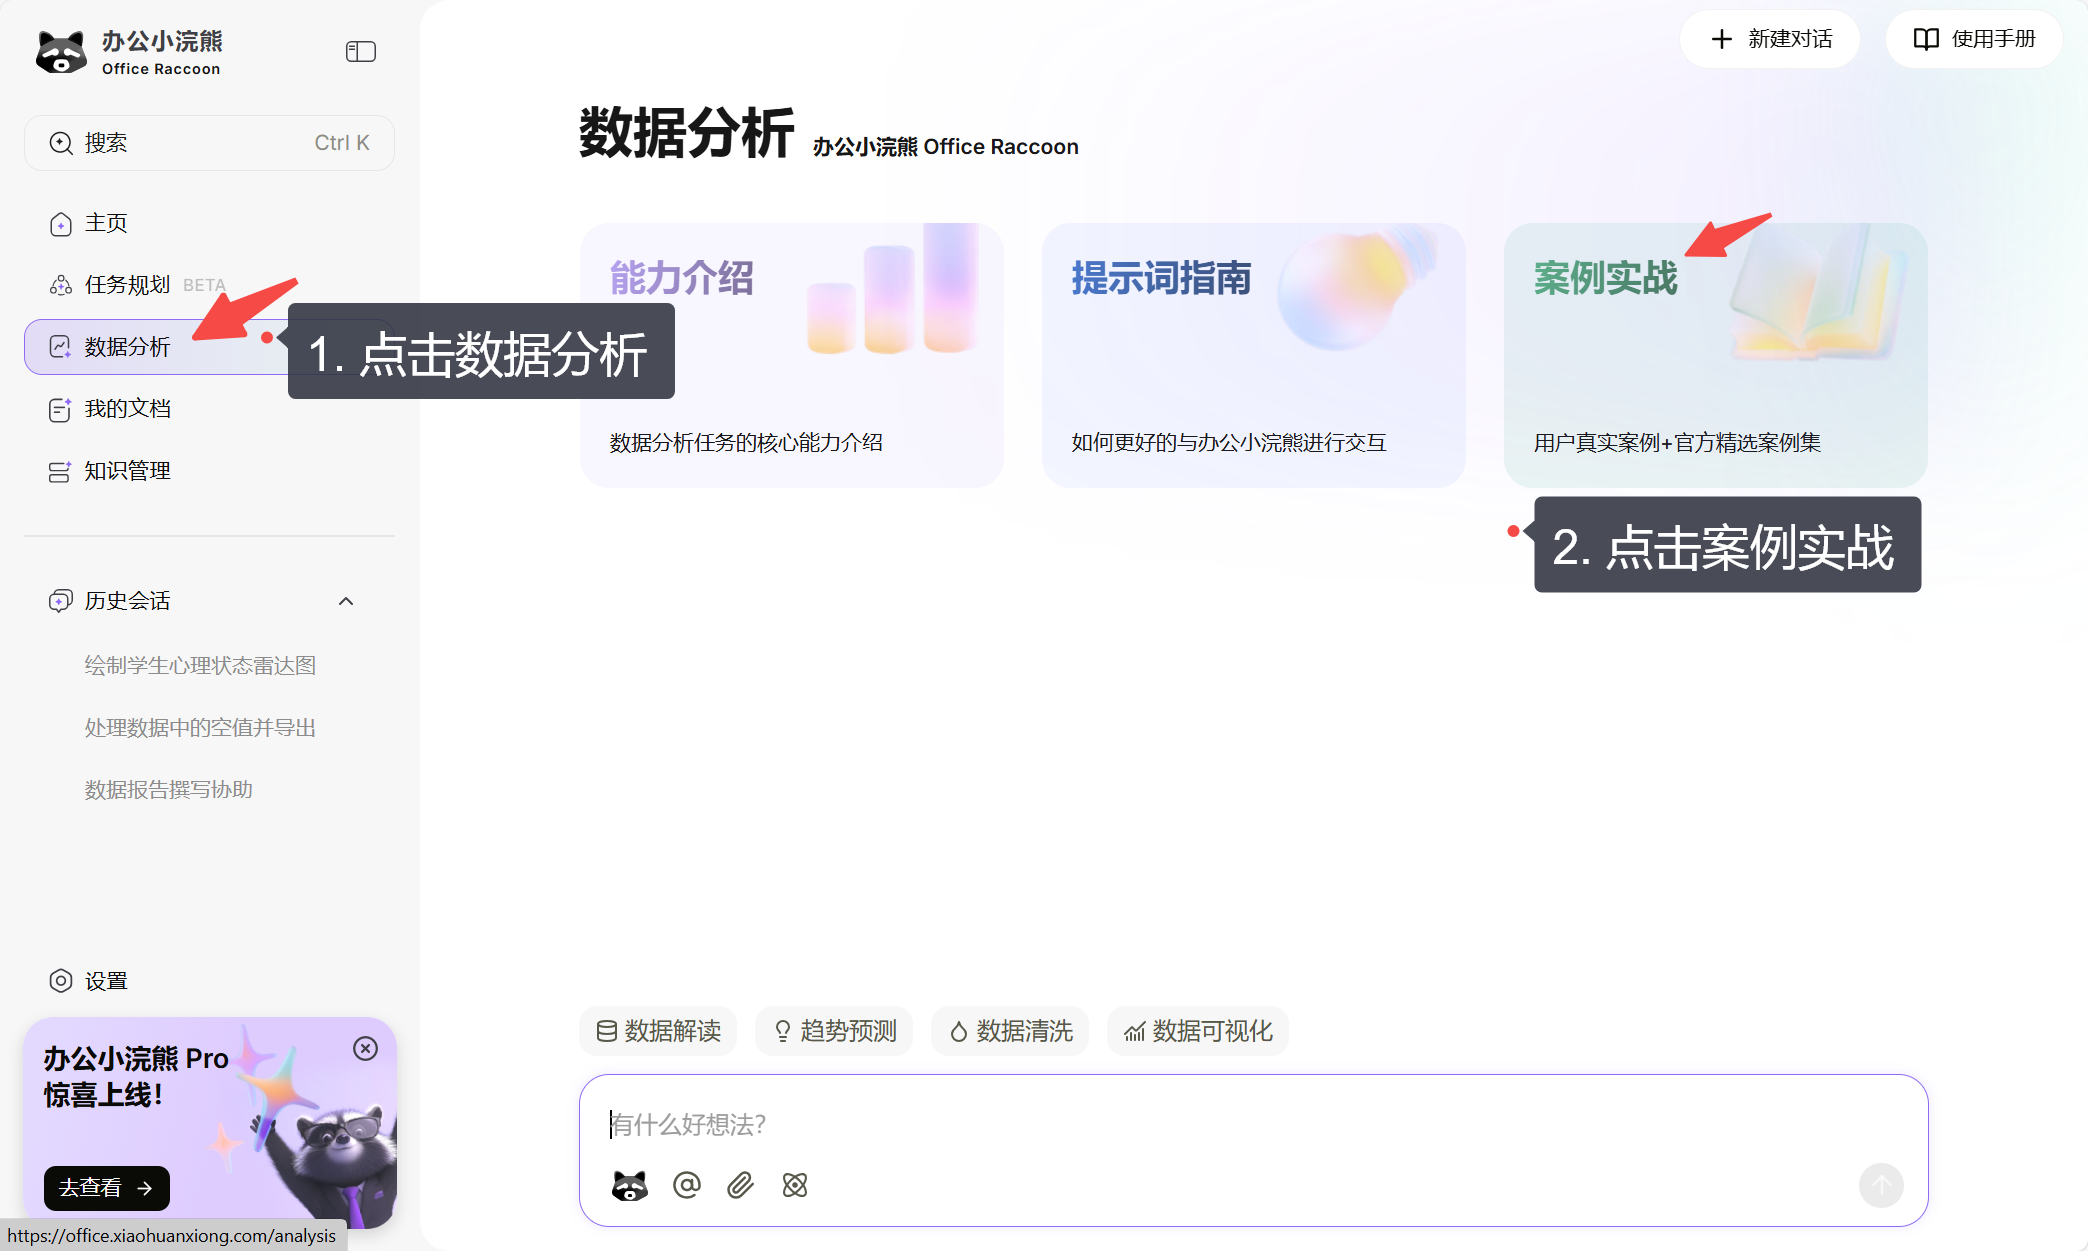 办公小浣熊
Office Raccoon
搜索 Ctrl K
主页
任务规划 BETA
数据分析
我的文档
知识管理
历史会话
绘制学生心理状态雷达图
处理数据中的空值并导出
数据报告撰写协助
设置
办公小浣熊 Pro
惊喜上线!
去查看 →
https://office.xiaohuanxiong.com/analysis
新建对话
使用手册
数据分析 办公小浣熊 Office Raccoon
能力介绍
数据分析任务的核心能力介绍
提示词指南
如何更好的与办公小浣熊进行交互
案例实战
用户真实案例+官方精选案例集
1. 点击数据分析
2. 点击案例实战
数据解读
趋势预测
数据清洗
数据可视化
有什么好想法?